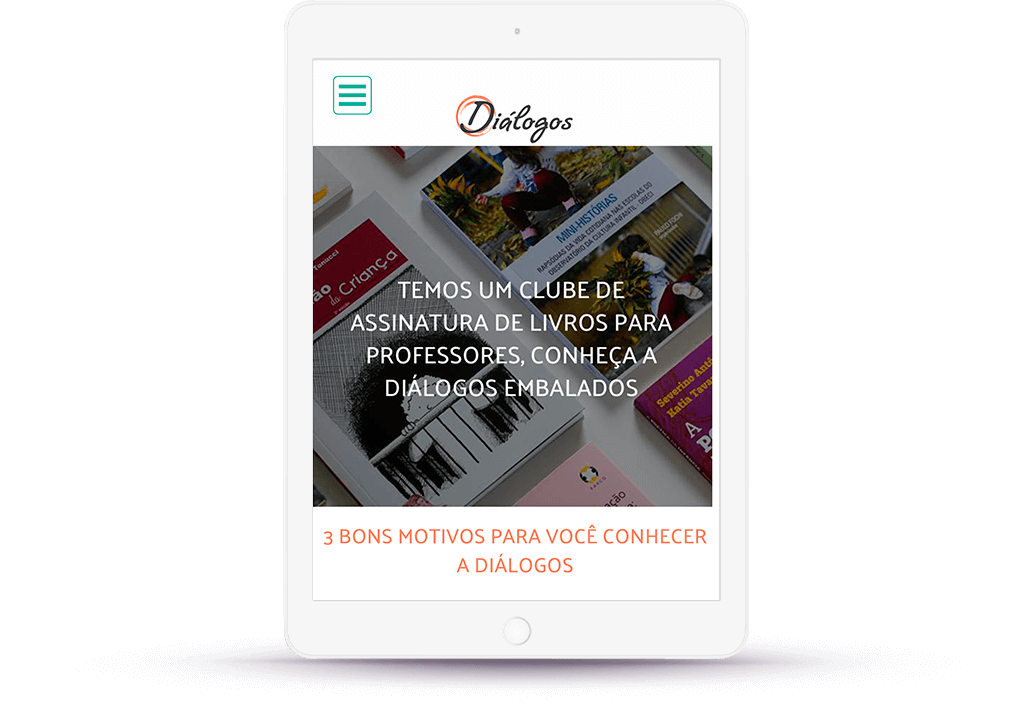 Diálogos
MINI-HISTÓRIAS
RAPSÓDIAS DA VIDA COTIDIANA NAS ESCOLAS DO
OBSERVATÓRIO DA CULTURA INFANTIL - OBECI
PAULO FOCHI
Tonucci
da Criança
TEMOS UM CLUBE DE
ASSINATURA DE LIVROS PARA
PROFESSORES, CONHEÇA A
DIÁLOGOS EMBALADOS
Severino Antô
Katia Tava
A
3 BONS MOTIVOS PARA VOCÊ CONHECER
A DIÁLOGOS